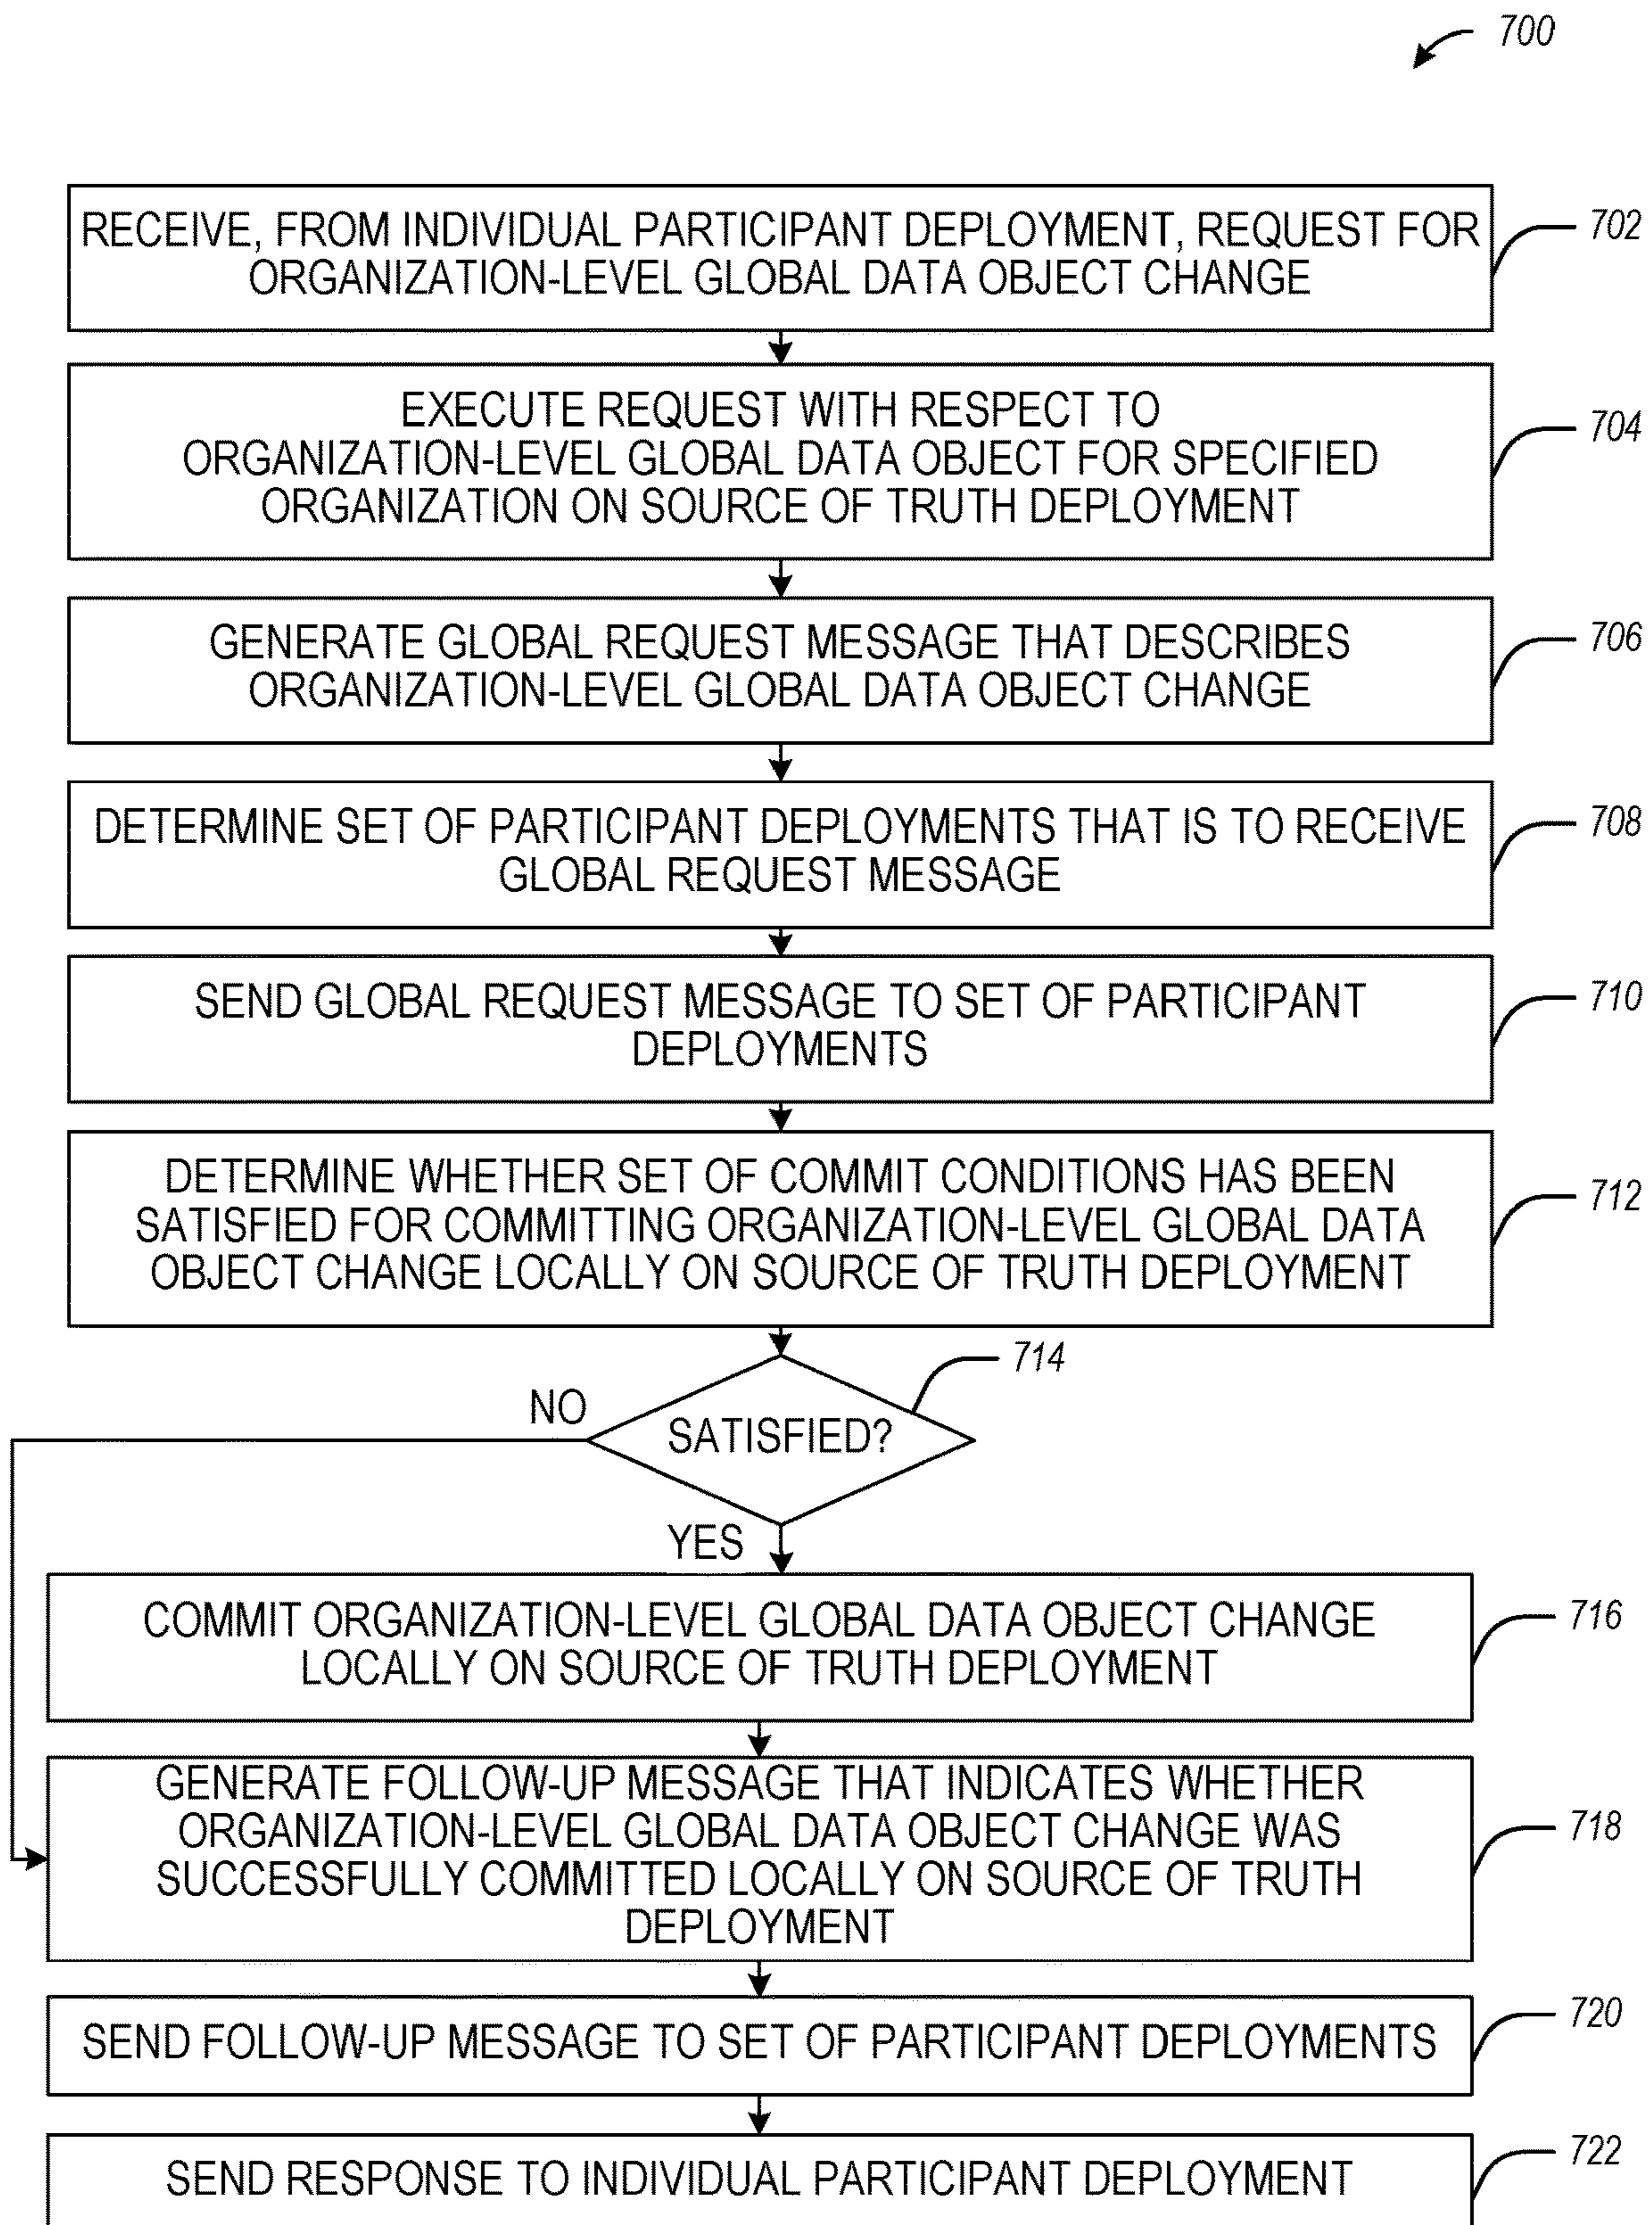 700
RECEIVE, FROM INDIVIDUAL PARTICIPANT DEPLOYMENT, REQUEST FOR
ORGANIZATION-LEVEL GLOBAL DATA OBJECT CHANGE
702
EXECUTE REQUEST WITH RESPECT TO
ORGANIZATION-LEVEL GLOBAL DATA OBJECT FOR SPECIFIED
ORGANIZATION ON SOURCE OF TRUTH DEPLOYMENT
704
GENERATE GLOBAL REQUEST MESSAGE THAT DESCRIBES
ORGANIZATION-LEVEL GLOBAL DATA OBJECT CHANGE
706
DETERMINE SET OF PARTICIPANT DEPLOYMENTS THAT IS TO RECEIVE
GLOBAL REQUEST MESSAGE
708
SEND GLOBAL REQUEST MESSAGE TO SET OF PARTICIPANT
DEPLOYMENTS
710
DETERMINE WHETHER SET OF COMMIT CONDITIONS HAS BEEN
SATISFIED FOR COMMITTING ORGANIZATION-LEVEL GLOBAL DATA
OBJECT CHANGE LOCALLY ON SOURCE OF TRUTH DEPLOYMENT
712
714
NO
SATISFIED?
YES
COMMIT ORGANIZATION-LEVEL GLOBAL DATA OBJECT CHANGE
LOCALLY ON SOURCE OF TRUTH DEPLOYMENT
716
GENERATE FOLLOW-UP MESSAGE THAT INDICATES WHETHER
ORGANIZATION-LEVEL GLOBAL DATA OBJECT CHANGE WAS
SUCCESSFULLY COMMITTED LOCALLY ON SOURCE OF TRUTH
DEPLOYMENT
718
SEND FOLLOW-UP MESSAGE TO SET OF PARTICIPANT DEPLOYMENTS
720
SEND RESPONSE TO INDIVIDUAL PARTICIPANT DEPLOYMENT
722